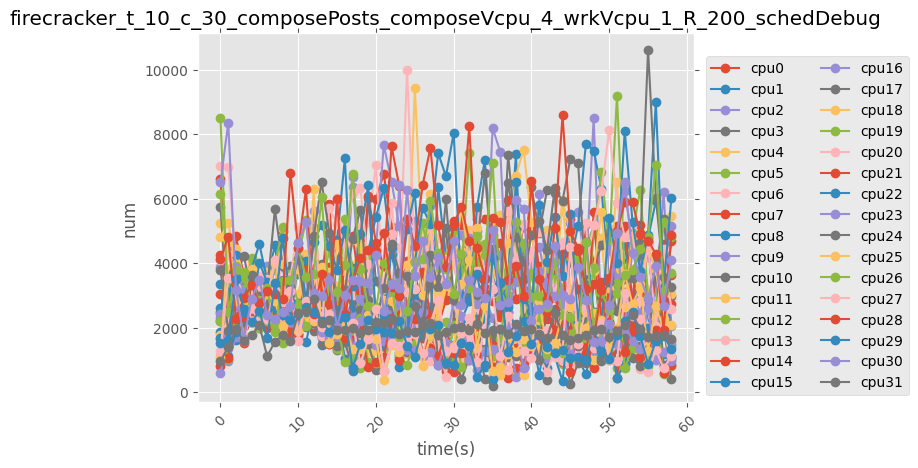 firecracker_t_10_c_30_composePosts_composeVcpu_4_wrkVcpu_1_R_200_schedDebug
num
10000
8000
6000
4000
2000
0
0
10
20
30
40
50
60
time(s)
cpu0
cpu1
cpu2
cpu3
cpu4
cpu5
cpu6
cpu7
cpu8
cpu9
cpu10
cpu11
cpu12
cpu13
cpu14
cpu15
cpu16
cpu17
cpu18
cpu19
cpu20
cpu21
cpu22
cpu23
cpu24
cpu25
cpu26
cpu27
cpu28
cpu29
cpu30
cpu31